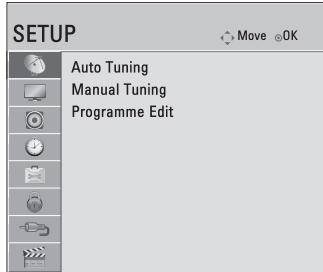 SETUP
Move OK
Auto Tuning
Manual Tuning
Programme Edit